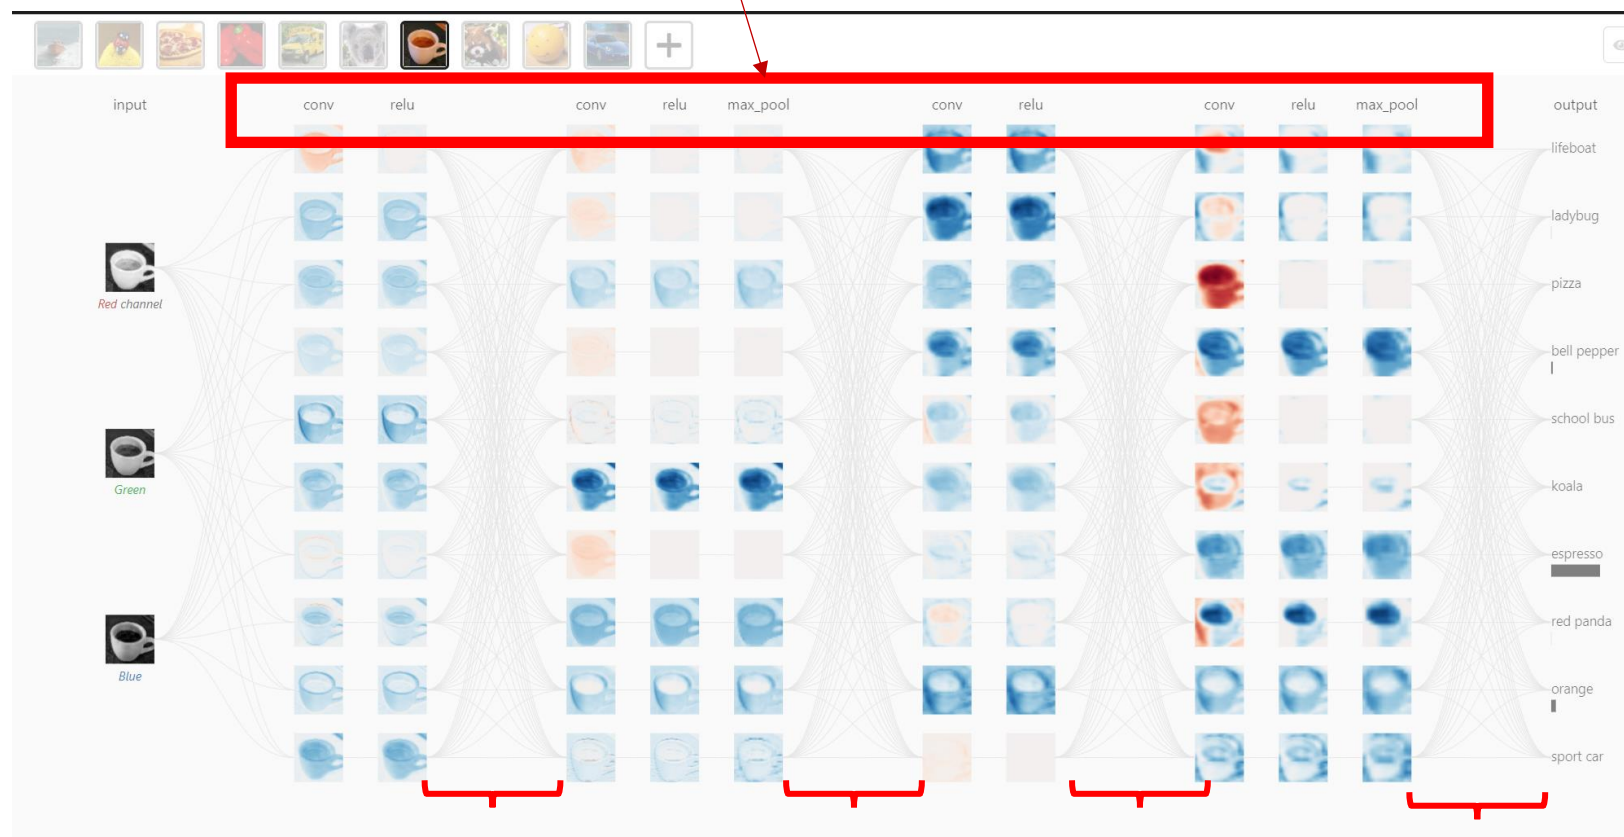 input conv relu conv relu max_pool conv relu conv relu max_pool output
lifeboat
ladybug
Red channel
pizza
bell pepper
school bus
Green
koala
espresso
red panda
Blue
orange
sport car